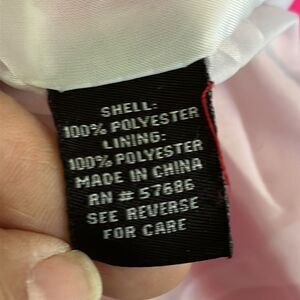 SHELL:
100% POLYESTER
LINING:
100% POLYESTER
MADE IN CHINA
RN # 57686
SEE REVERSE
FOR CARE